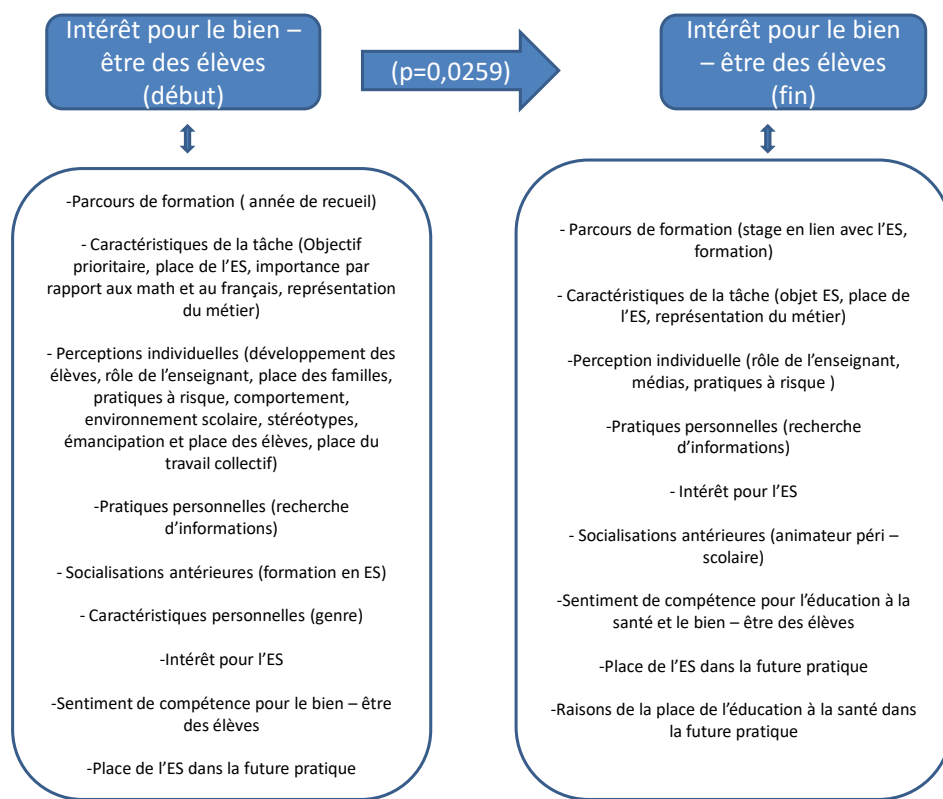 Intérêt pour le bien –
être des élèves
(début)
(p=0,0259)
Intérêt pour le bien
– être des élèves
(fin)
-Parcours de formation ( année de recueil)
- Caractéristiques de la tâche (Objectif
prioritaire, place de l’ES, importance par
rapport aux math et au français, représentation
du métier)
- Perceptions individuelles (développement des
élèves, rôle de l’enseignant, place des familles,
pratiques à risque, comportement,
environnement scolaire, stéréotypes,
émancipation et place des élèves, place du
travail collectif)
-Pratiques personnelles (recherche
d’informations)
- Socialisations antérieures (formation en ES)
- Caractéristiques personnelles (genre)
-Intérêt pour l’ES
-Sentiment de compétence pour le bien – être
des élèves
-Place de l’ES dans la future pratique
- Parcours de formation (stage en lien avec l’ES,
formation)
- Caractéristiques de la tâche (objet ES, place de
l’ES, représentation du métier)
-Perception individuelle (rôle de l’enseignant,
médias, pratiques à risque )
-Pratiques personnelles (recherche
d’informations)
- Intérêt pour l’ES
- Socialisations antérieures (animateur péri –
scolaire)
-Sentiment de compétence pour l’éducation à la
santé et le bien – être des élèves
-Place de l’ES dans la future pratique
-Raisons de la place de l’éducation à la santé dans
la future pratique